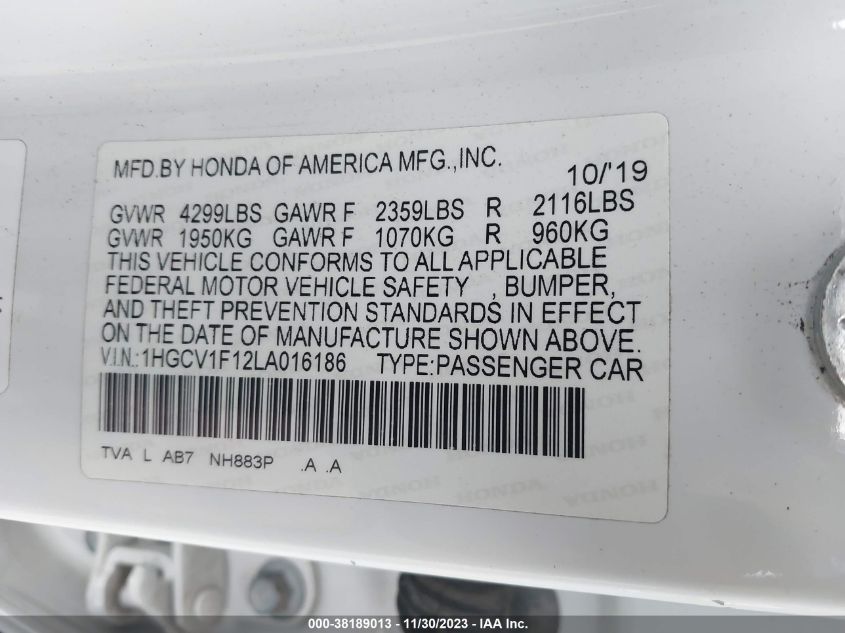 MFD.BY HONDA OF AMERICA MFG.,INC.
10/'19
GVWR 4299LBS GAWR F 2359LBS R 2116LBS
GVWR 1950KG GAWR F 1070KG R 960KG
THIS VEHICLE CONFORMS TO ALL APPLICABLE
FEDERAL MOTOR VEHICLE SAFETY , BUMPER,
AND THEFT PREVENTION STANDARDS IN EFFECT
ON THE DATE OF MANUFACTURE SHOWN ABOVE.
V.I.N.:1HGCV1F12LA016186 TYPE:PASSENGER CAR
TVA L AB7 NH883P .A .A
HONDA HONDA
000-38189013 - 11/30/2023 - IAA Inc.